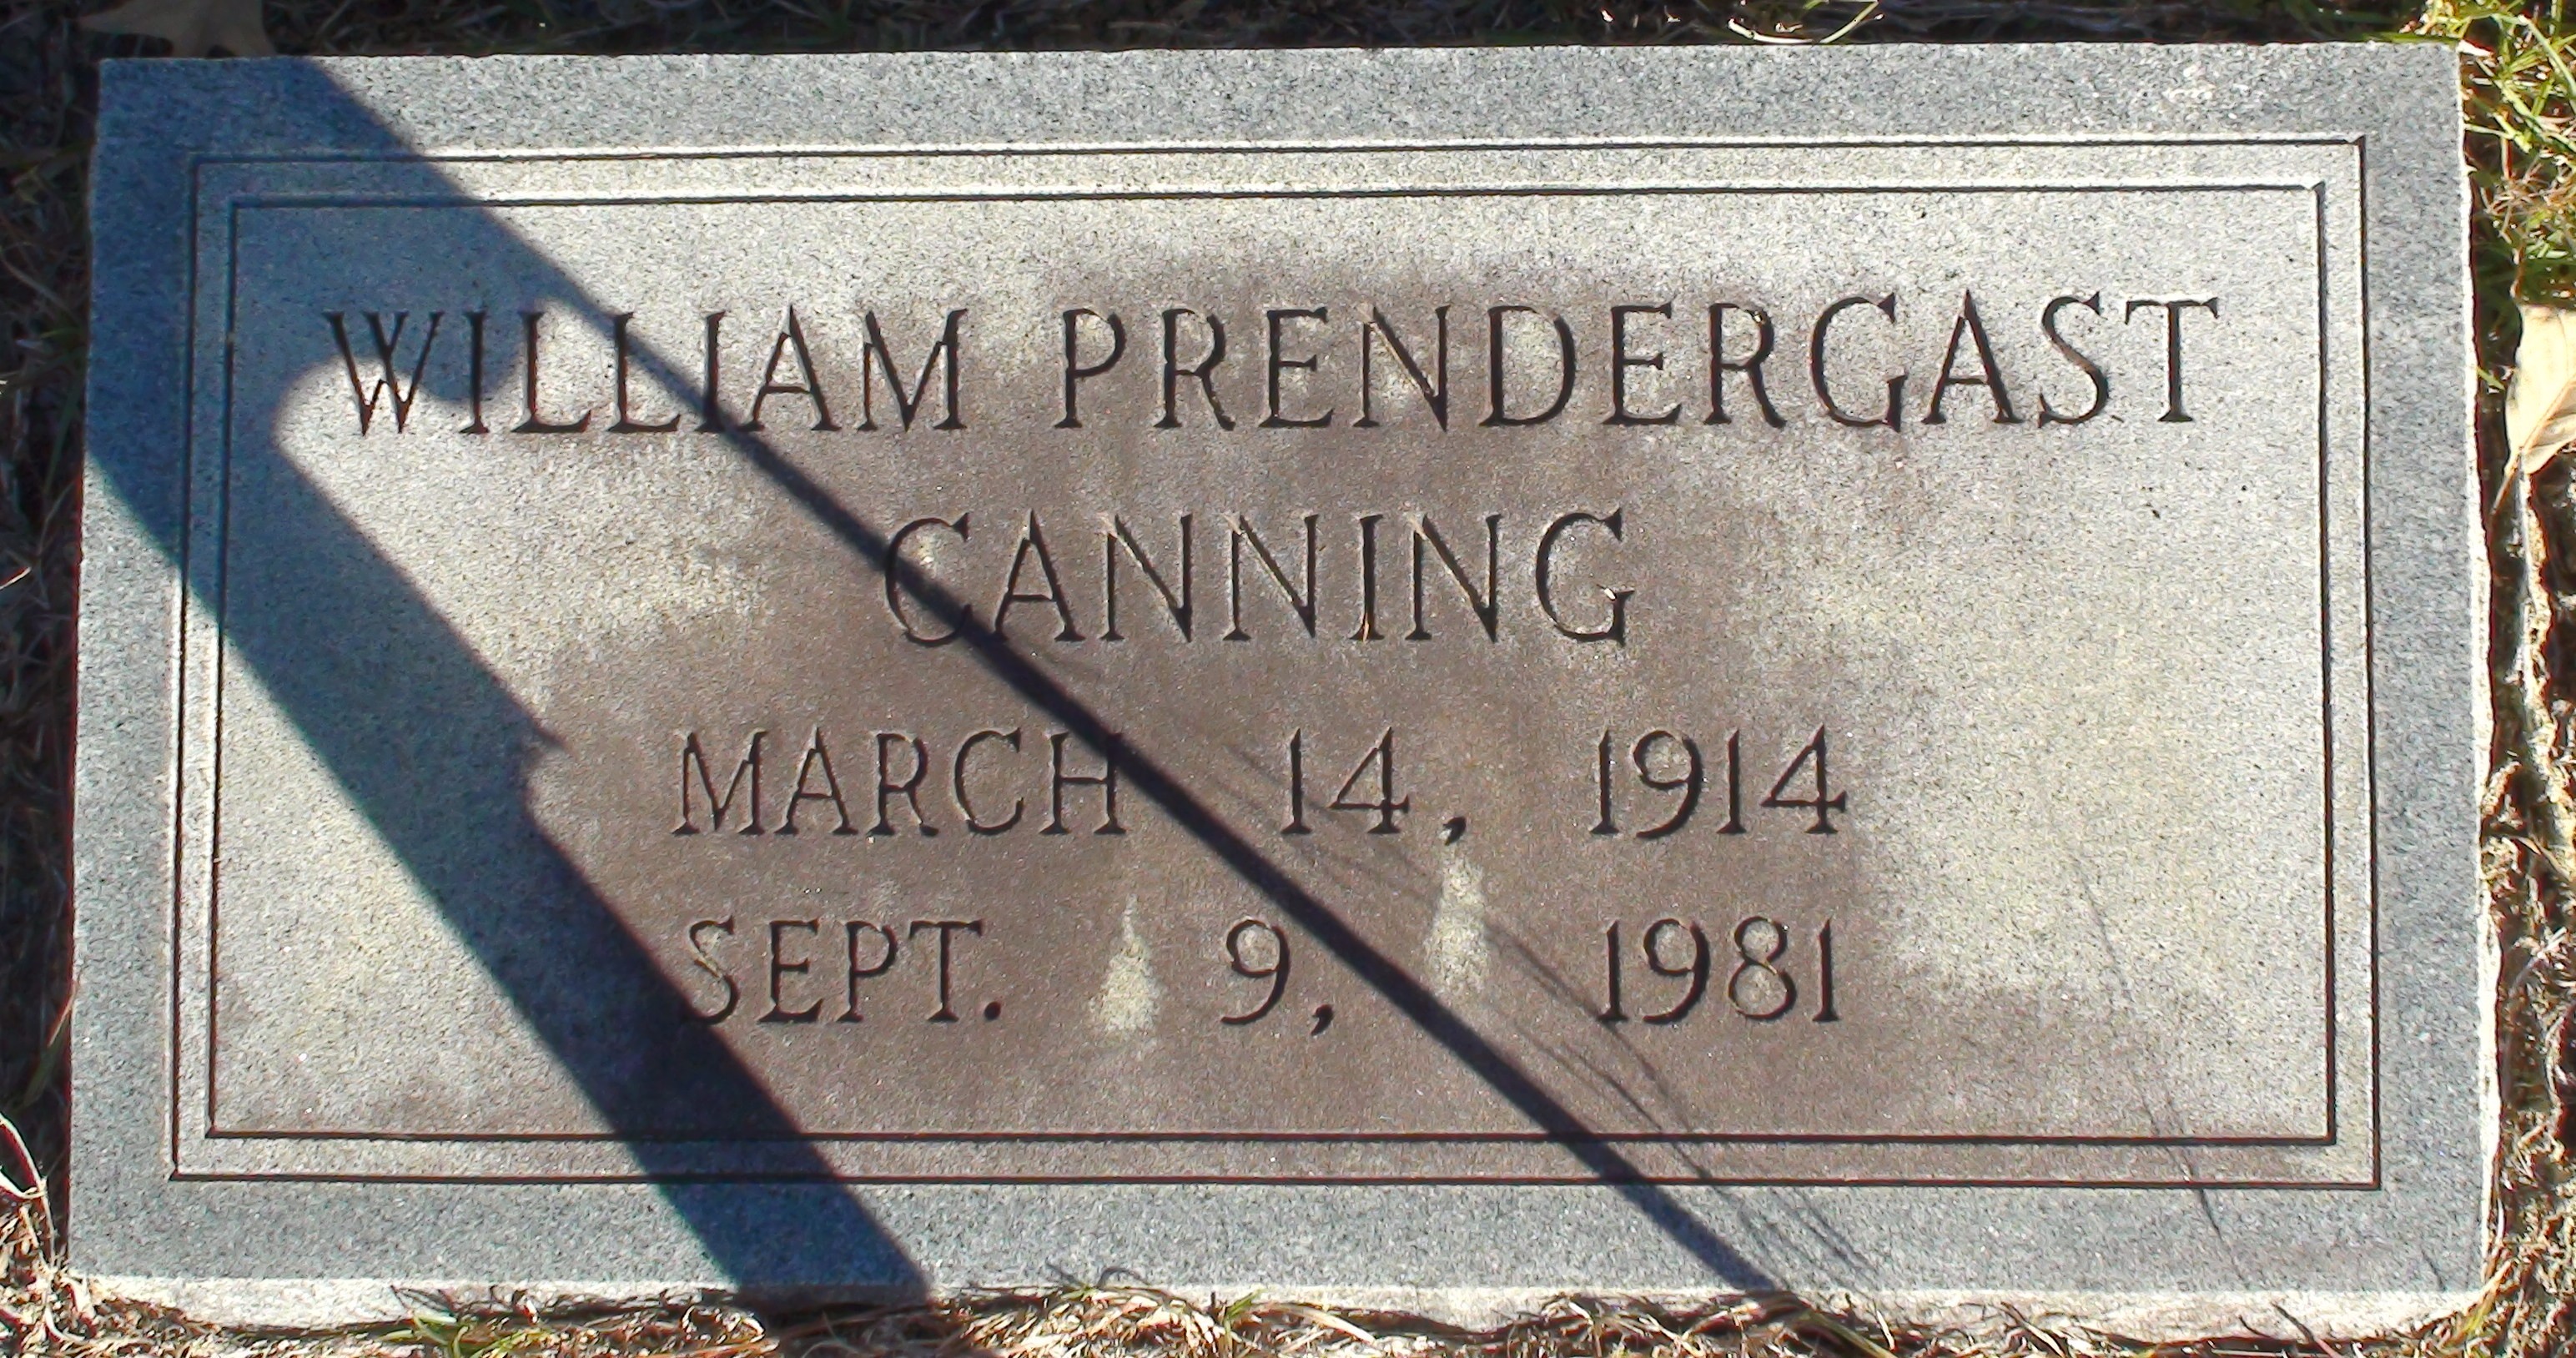 WILLIAM PRENDERGAST
CANNING
MARCH 14, 1914
SEPT. 9, 1981